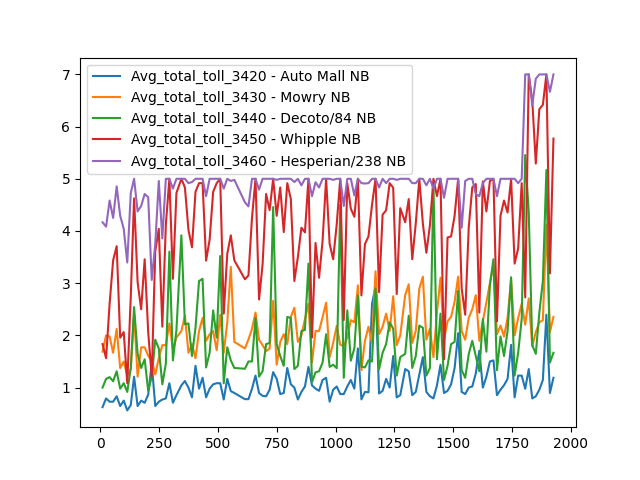 Avg_total_toll_3420 - Auto Mall NB
Avg_total_toll_3430 - Mowry NB
Avg_total_toll_3440 - Decoto/84 NB
Avg_total_toll_3450 - Whipple NB
Avg_total_toll_3460 - Hesperian/238 NB
7
6
5
4
3
2
1
0 250 500 750 1000 1250 1500 1750 2000